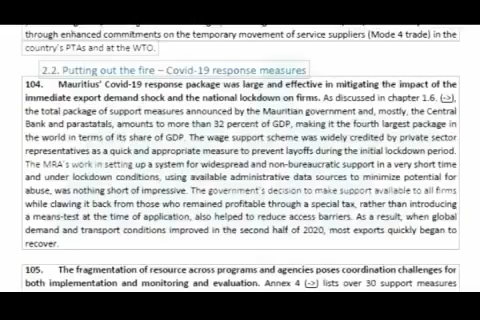 through enhanced commitments on the temporary movement of service suppliers (Mode 4 trade) in the
country's PTAs and at the WTO.
2.2. Putting out the fire – Covid-19 response measures
104. Mauritius' Covid-19 response package was large and effective in mitigating the impact of the
immediate export demand shock and the national lockdown on firms. As discussed in chapter 1.6. (->),
the total package of support measures announced by the Mauritian government and, mostly, the Central
Bank and parastatals, amounts to more than 32 percent of GDP, making it the fourth largest package in
the world in terms of its share of GDP. The wage support scheme was widely credited by private sector
representatives as a quick and appropriate measure to prevent layoffs during the initial lockdown period.
The MRA's work in setting up a system for widespread and non-bureaucratic support in a very short time
and under lockdown conditions, using available administrative data sources to minimize potential for
abuse, was nothing short of impressive. The government's decision to make support available to all firms
while clawing it back from those who remained profitable through a special tax, rather than introducing
a means-test at the time of application, also helped to reduce access barriers. As a result, when global
demand and transport conditions improved in the second half of 2020, most exports quickly began to
recover.
105. The fragmentation of resource across programs and agencies poses coordination challenges for
both implementation and monitoring and evaluation. Annex 4 (->) lists over 30 support measures